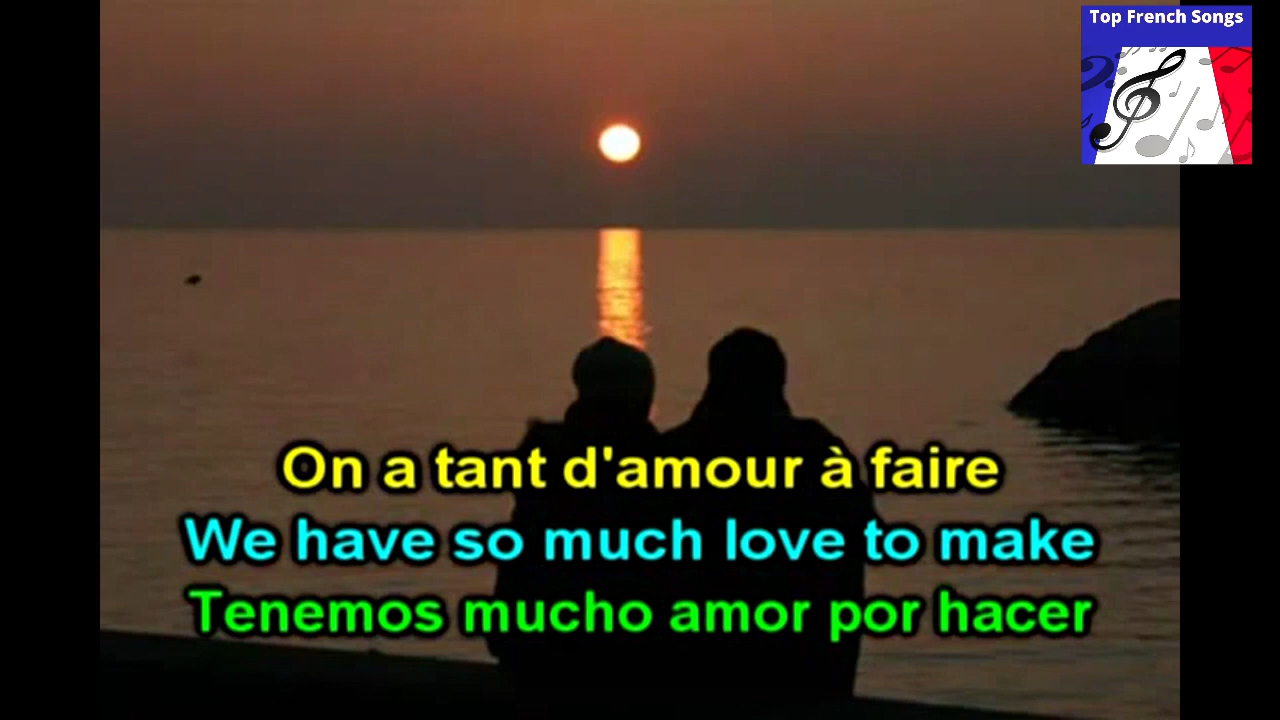 Top French Songs
On a tant d'amour à faire
We have so much love to make
Tenemos mucho amor por hacer